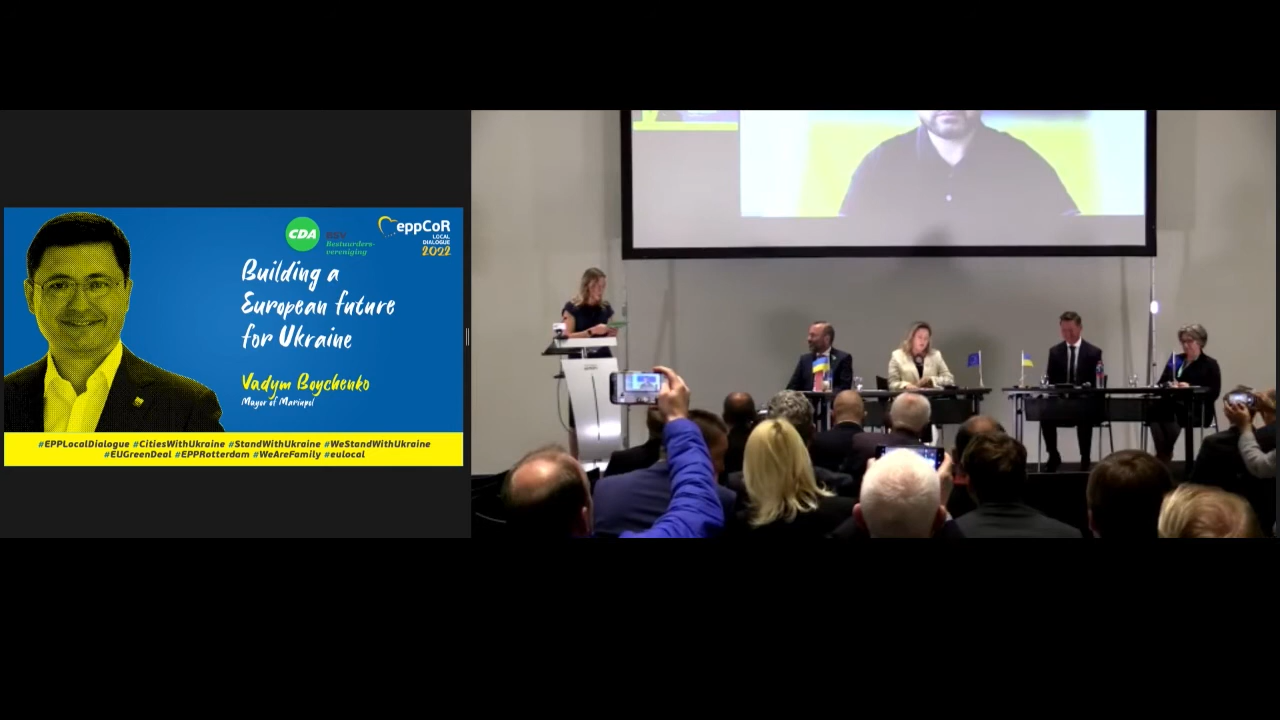 CDA
BSV
Bestuurders-
vereniging
eppCoR
LOCAL
DIALOGUE
2022
Building a
European future
for Ukraine
Vadym Boychenko
Mayor of Mariupol
#EPPLocalDialogue #CitiesWithUkraine #StandWithUkraine #WeStandWithUkraine
#EUGreenDeal #EPPRotterdam #WeAreFamily #eulocal